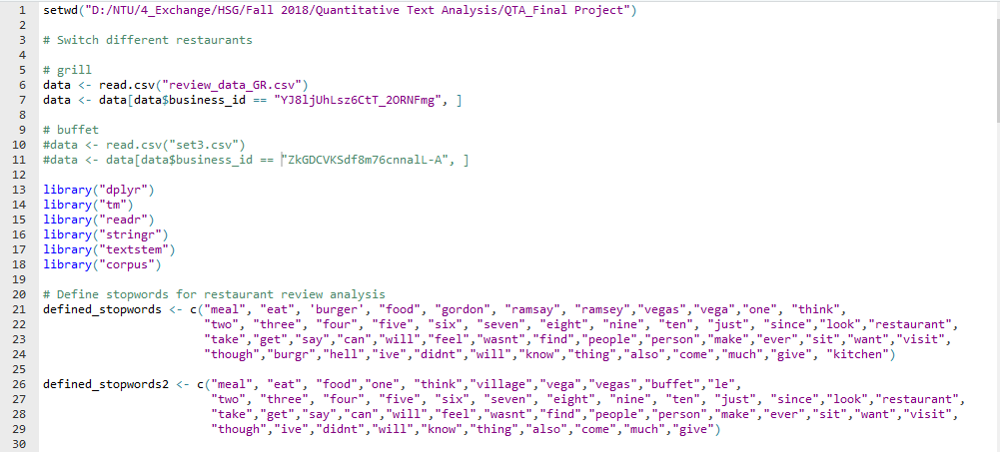 1 setwd("D:/NTU/4_Exchange/HSG/Fall 2018/Quantitative Text Analysis/QTA_Final Project")
2
3 # Switch different restaurants
4
5 # grill
6 data <- read.csv("review_data_GR.csv")
7 data <- data[data$business_id == "YJ8ljUhLsz6CtT_2ORNFmg", ]
8
9 # buffet
10 #data <- read.csv("set3.csv")
11 #data <- data[data$business_id == "ZkGDCVKSdf8m76cnnalL-A", ]
12
13 library("dplyr")
14 library("tm")
15 library("readr")
16 library("stringr")
17 library("textstem")
18 library("corpus")
19
20 # Define stopwords for restaurant review analysis
21 defined_stopwords <- c("meal", "eat", 'burger', "food", "gordon", "ramsay", "ramsey","vegas","vega","one", "think",
22 "two", "three", "four", "five", "six", "seven", "eight", "nine", "ten", "just", "since","look","restaurant",
23 "take","get","say","can","will","feel","wasnt","find","people","person","make","ever","sit","want","visit",
24 "though","burgr","hell","ive","didnt","will","know","thing","also","come","much","give", "kitchen")
25
26 defined_stopwords2 <- c("meal", "eat", "food","one", "think","village","vega","vegas","buffet","le",
27 "two", "three", "four", "five", "six", "seven", "eight", "nine", "ten", "just", "since","look","restaurant",
28 "take","get","say","can","will","feel","wasnt","find","people","person","make","ever","sit","want","visit",
29 "though","ive","didnt","will","know","thing","also","come","much","give")
30